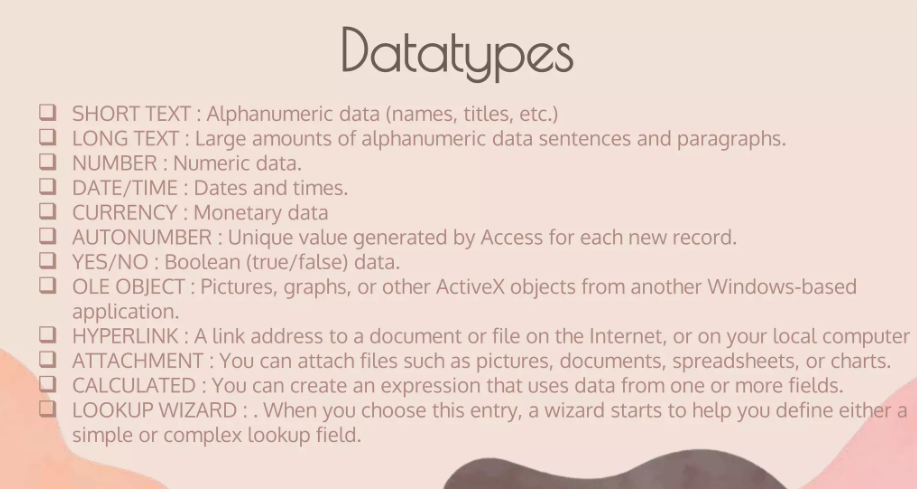 Datatypes
❑ SHORT TEXT : Alphanumeric data (names, titles, etc.)
❑ LONG TEXT : Large amounts of alphanumeric data sentences and paragraphs.
❑ NUMBER : Numeric data.
❑ DATE/TIME : Dates and times.
❑ CURRENCY : Monetary data
❑ AUTONUMBER : Unique value generated by Access for each new record.
❑ YES/NO : Boolean (true/false) data.
❑ OLE OBJECT : Pictures, graphs, or other ActiveX objects from another Windows-based
application.
❑ HYPERLINK : A link address to a document or file on the Internet, or on your local computer
❑ ATTACHMENT : You can attach files such as pictures, documents, spreadsheets, or charts.
❑ CALCULATED : You can create an expression that uses data from one or more fields.
❑ LOOKUP WIZARD : . When you choose this entry, a wizard starts to help you define either a
simple or complex lookup field.